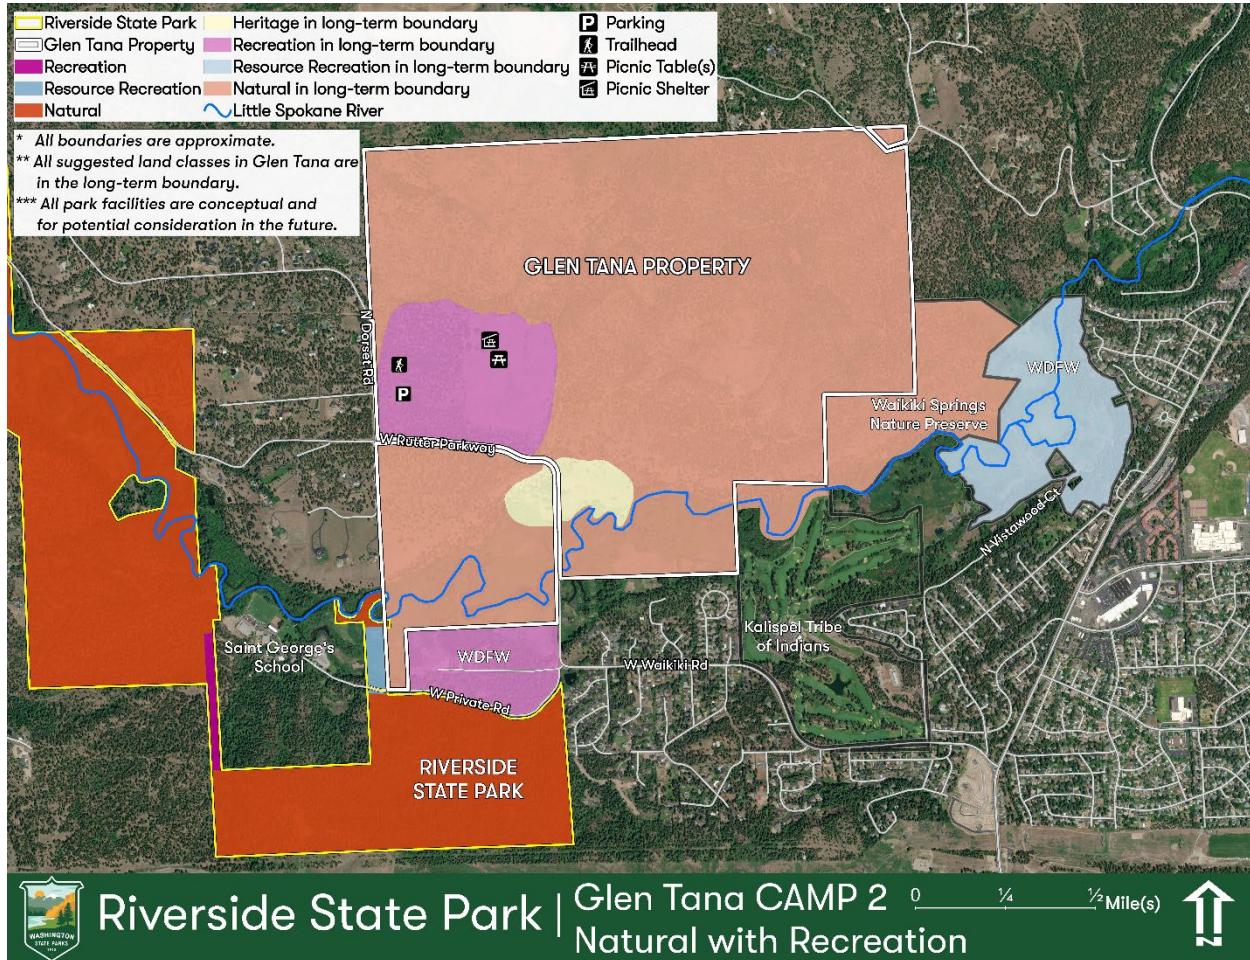 Riverside State Park
Glen Tana Property
Recreation
Resource Recreation
Natural
Heritage in long-term boundary
Recreation in long-term boundary
Resource Recreation in long-term boundary
Natural in long-term boundary
Little Spokane River
P Parking
Trailhead
Picnic Table(s)
Picnic Shelter
* All boundaries are approximate.
** All suggested land classes in Glen Tana are
in the long-term boundary.
*** All park facilities are conceptual and
for potential consideration in the future.
GLEN TANA PROPERTY
N Dorset Rd
P
W Rutter Parkway
WDFW
Waikiki Springs
Nature Preserve
N Vistawood Ct
Saint George's
School
WDFW
W Waikiki Rd
Kalispel Tribe
of Indians
W Private Rd
RIVERSIDE
STATE PARK
WASHINGTON
STATE PARKS
1913
Riverside State Park |
Glen Tana CAMP 2
Natural with Recreation
0 ¼ ½ Mile(s)
N